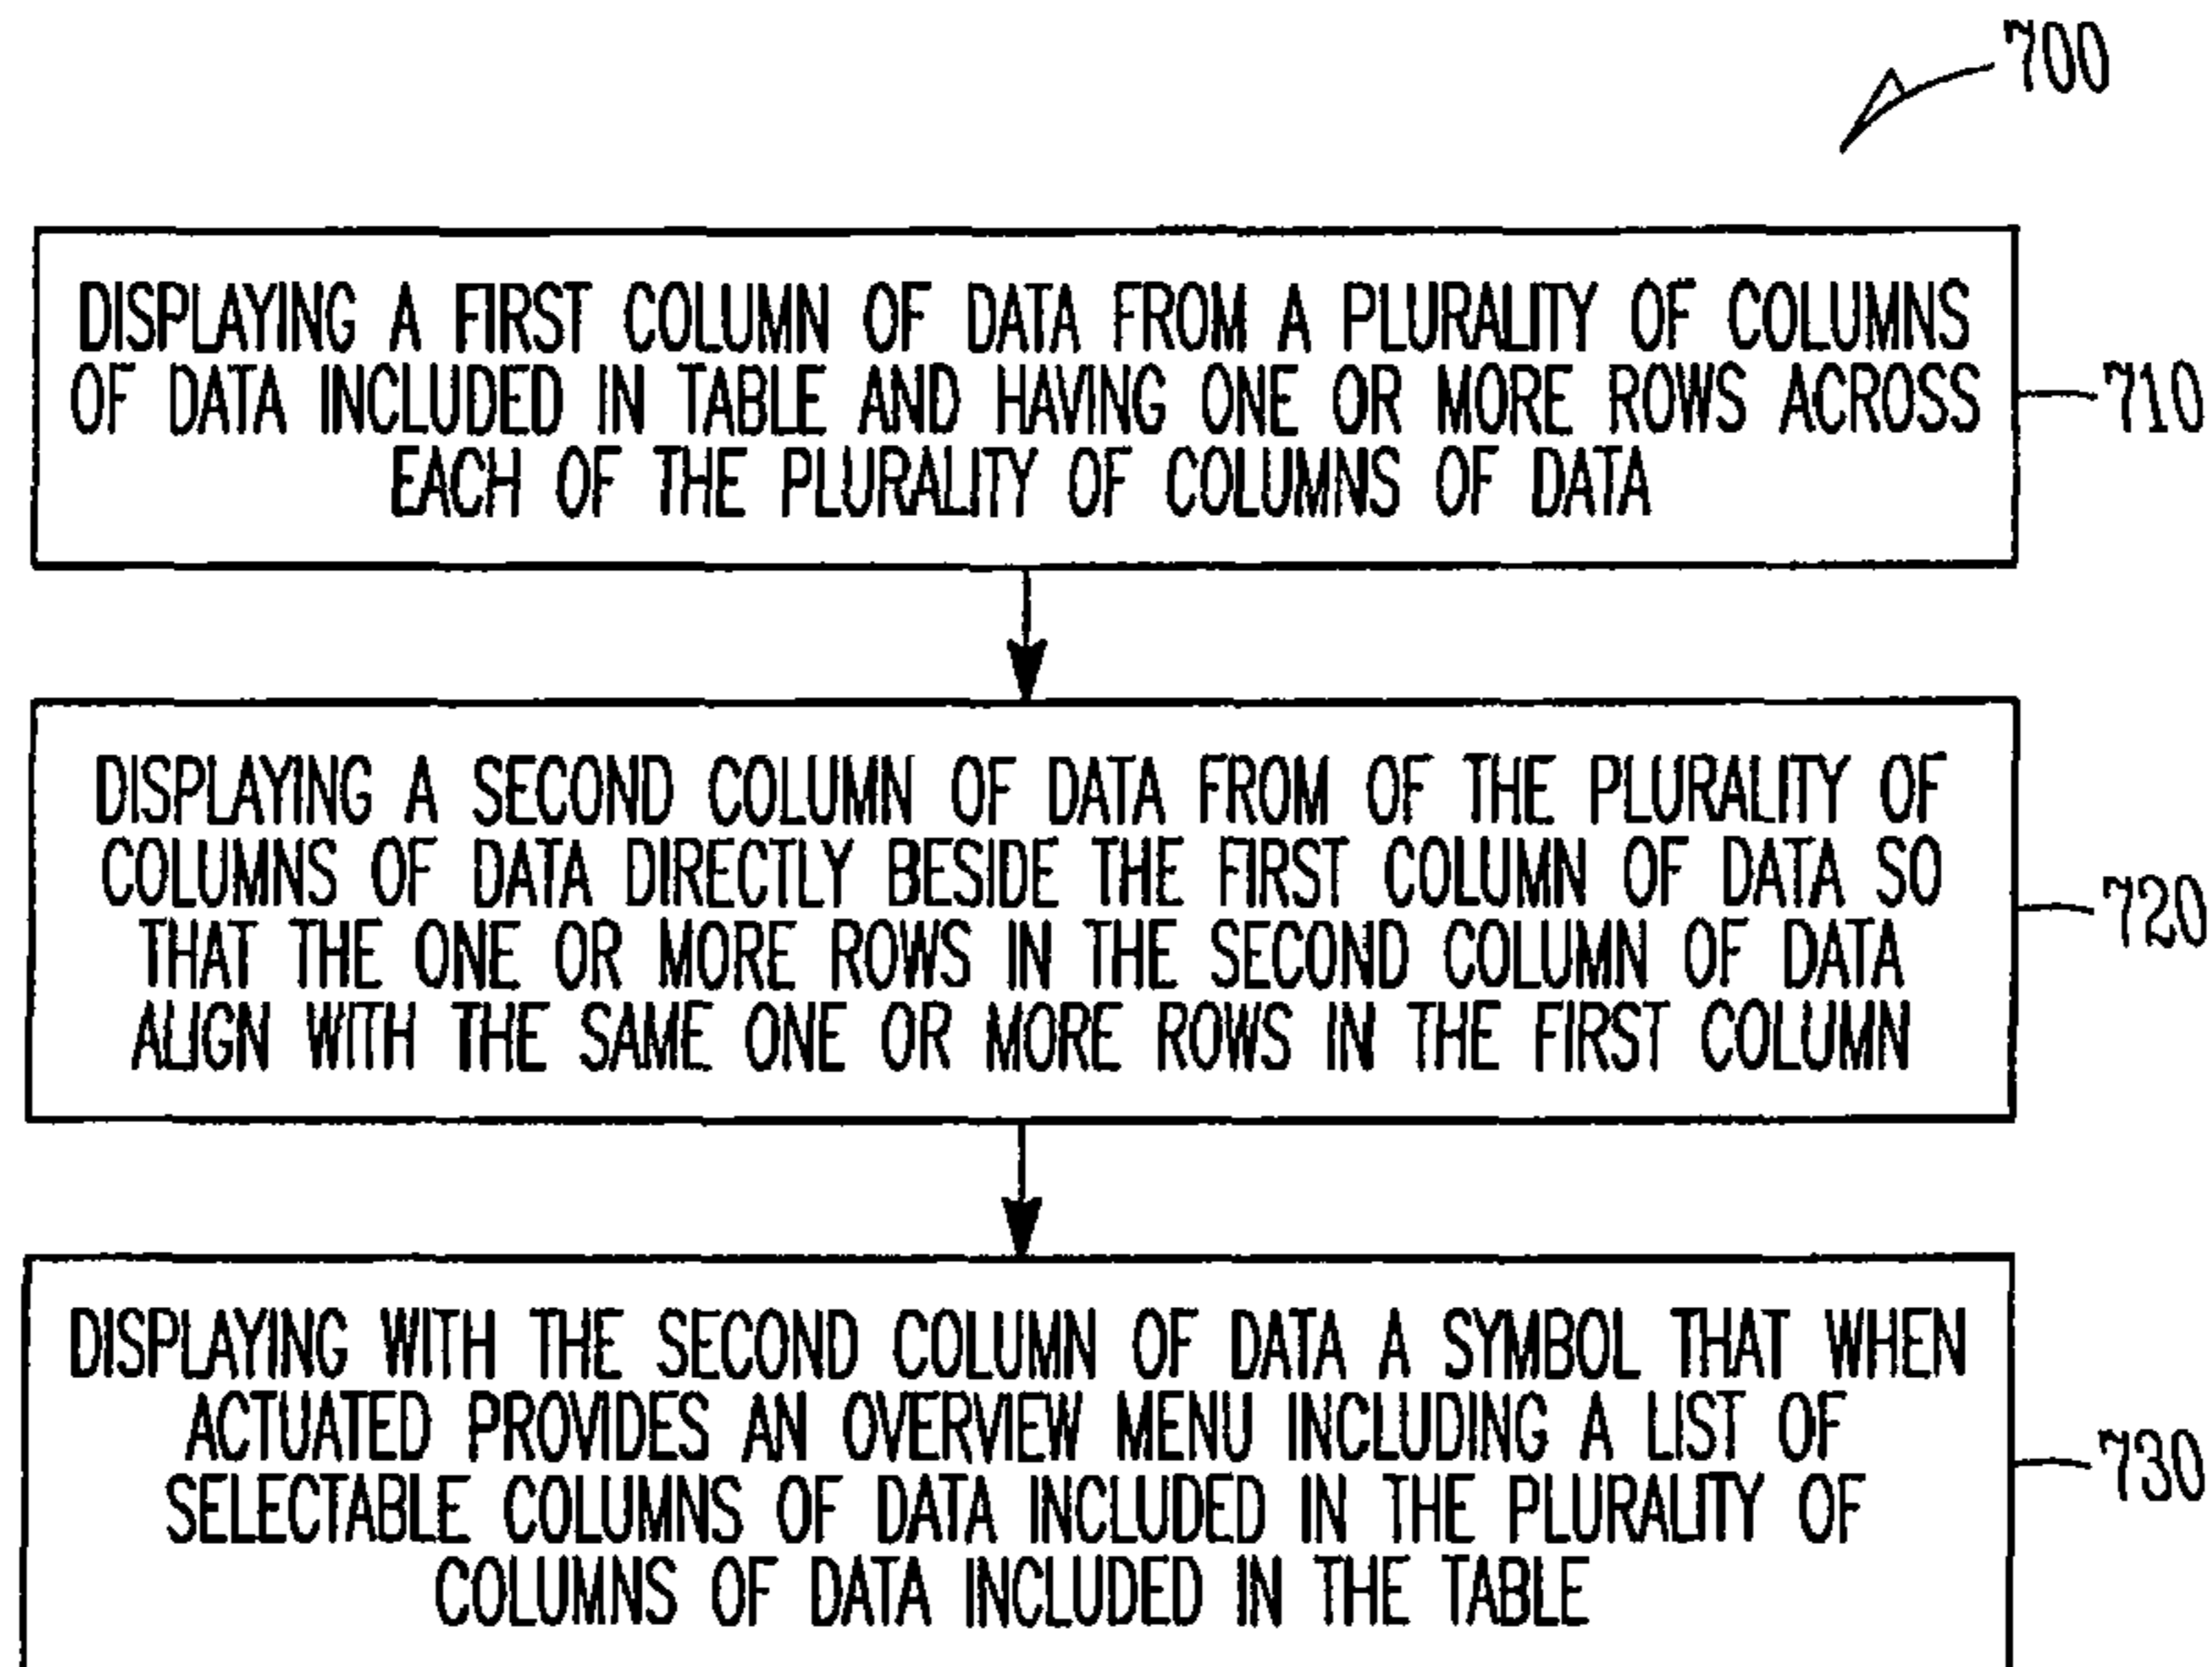 700
DISPLAYING A FIRST COLUMN OF DATA FROM A PLURALITY OF COLUMNS
OF DATA INCLUDED IN TABLE AND HAVING ONE OR MORE ROWS ACROSS
EACH OF THE PLURALITY OF COLUMNS OF DATA
710
DISPLAYING A SECOND COLUMN OF DATA FROM OF THE PLURALITY OF
COLUMNS OF DATA DIRECTLY BESIDE THE FIRST COLUMN OF DATA SO
THAT THE ONE OR MORE ROWS IN THE SECOND COLUMN OF DATA
ALIGN WITH THE SAME ONE OR MORE ROWS IN THE FIRST COLUMN
720
DISPLAYING WITH THE SECOND COLUMN OF DATA A SYMBOL THAT WHEN
ACTUATED PROVIDES AN OVERVIEW MENU INCLUDING A LIST OF
SELECTABLE COLUMNS OF DATA INCLUDED IN THE PLURALITY OF
COLUMNS OF DATA INCLUDED IN THE TABLE
730